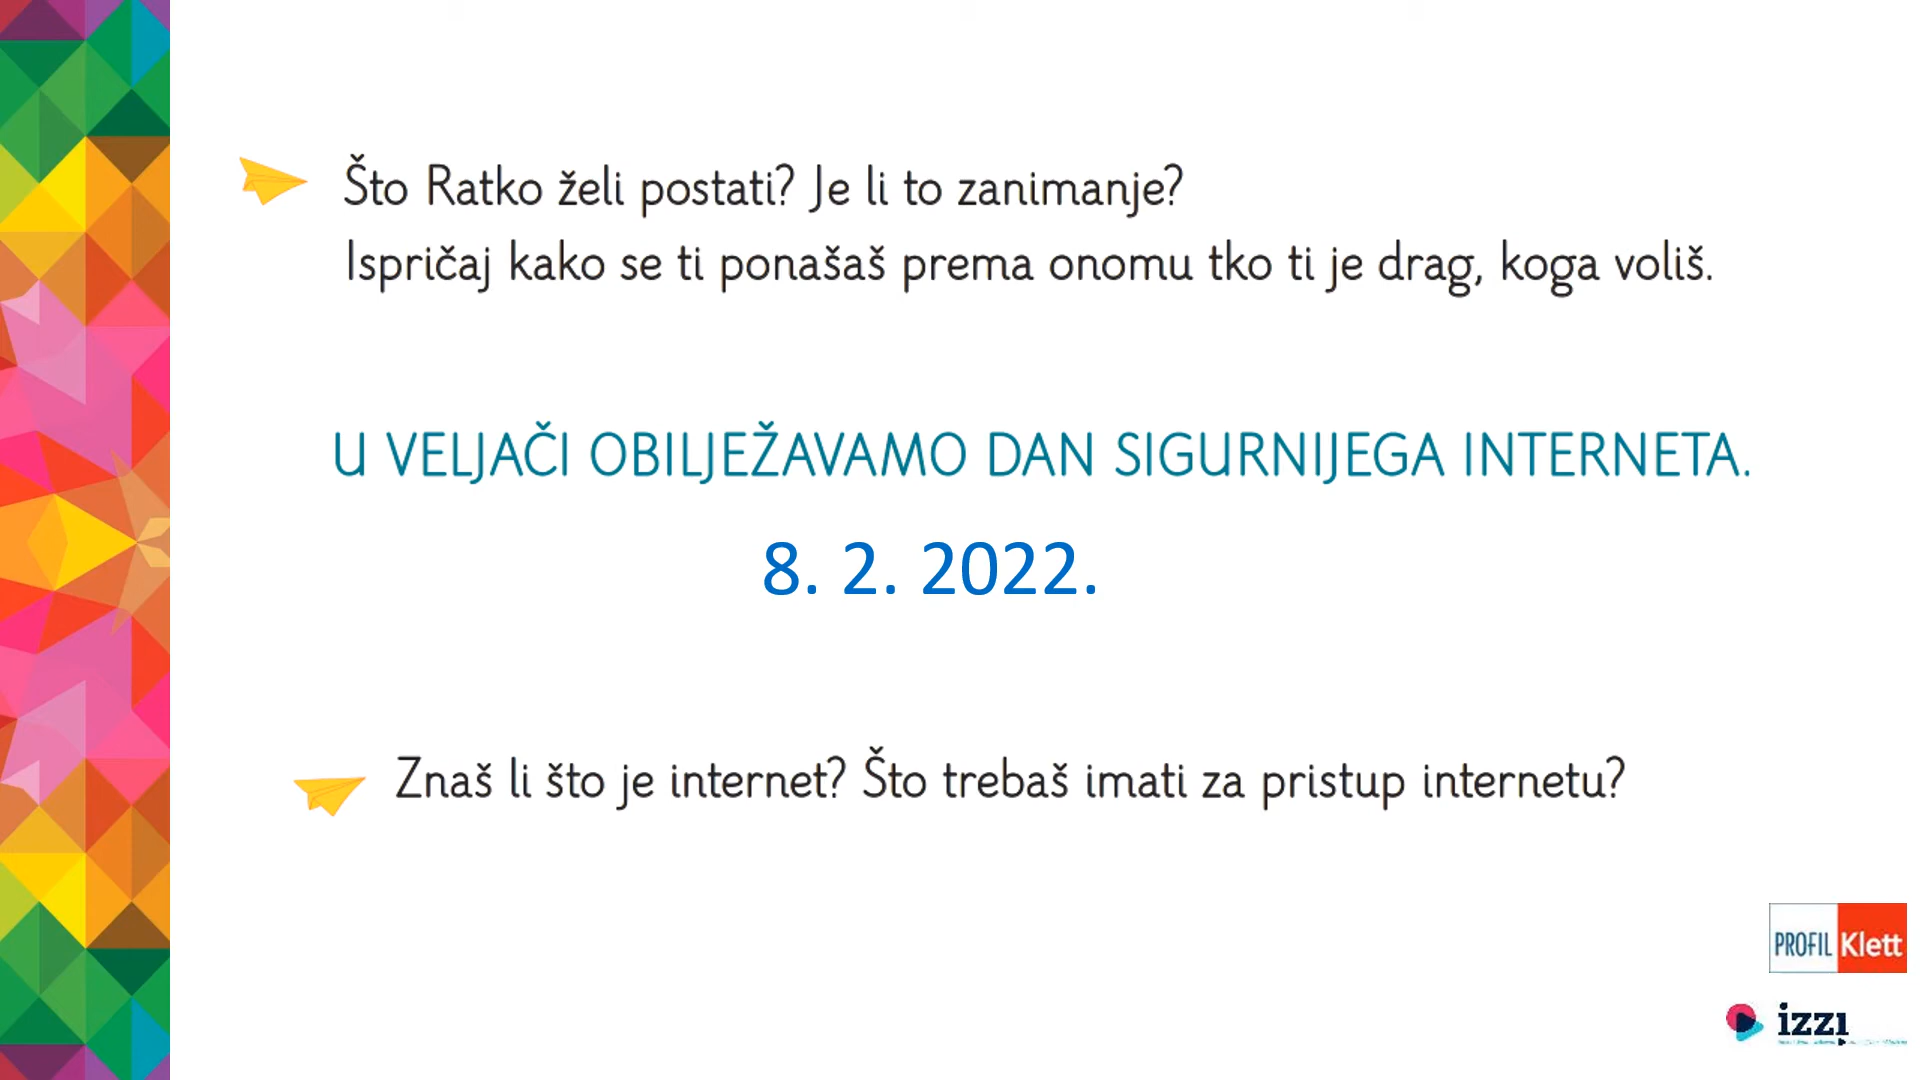 Što Ratko želi postati? Je li to zanimanje?
Ispričaj kako se ti ponašaš prema onomu tko ti je drag, koga voliš.
U VELJAČI OBILJEŽAVAMO DAN SIGURNIJEGA INTERNETA.
8. 2. 2022.
Znaš li što je internet? Što trebaš imati za pristup internetu?
PROFIL Klett
izzi